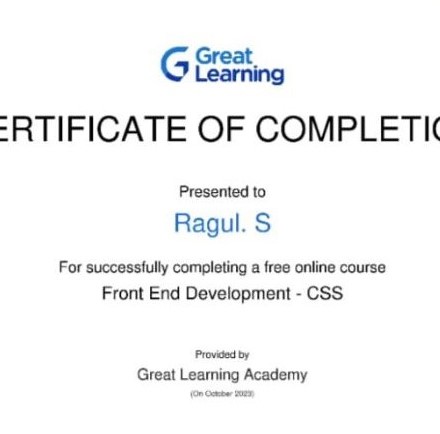 Great
Learning
ERTIFICATE OF COMPLETIO
Presented to
Ragul. S
For successfully completing a free online course
Front End Development - CSS
Provided by
Great Learning Academy
(On October 2023)